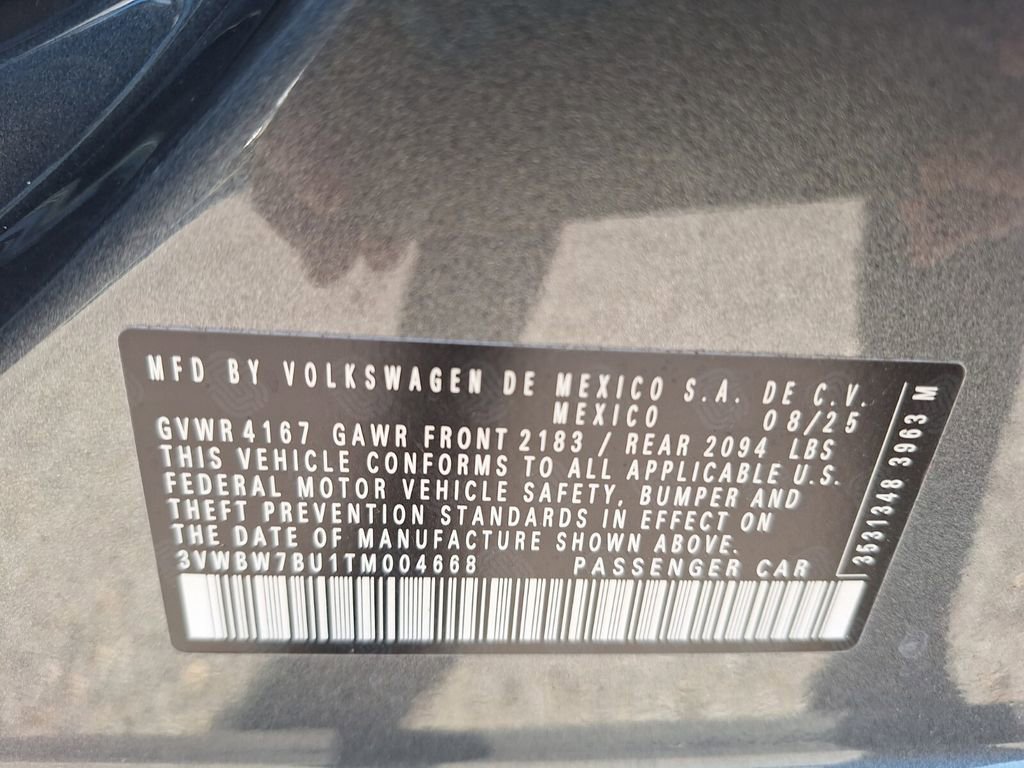 MFD BY VOLKSWAGEN DE MEXICO S.A. DE C.V.
MEXICO 08/25
GVWR 4167 GAWR FRONT 2183 / REAR 2094 LBS
THIS VEHICLE CONFORMS TO ALL APPLICABLE U.S.
FEDERAL MOTOR VEHICLE SAFETY, BUMPER AND
THEFT PREVENTION STANDARDS IN EFFECT ON
THE DATE OF MANUFACTURE SHOWN ABOVE.
3VWBW7BU1TM004668 PASSENGER CAR
3531348 3963 M